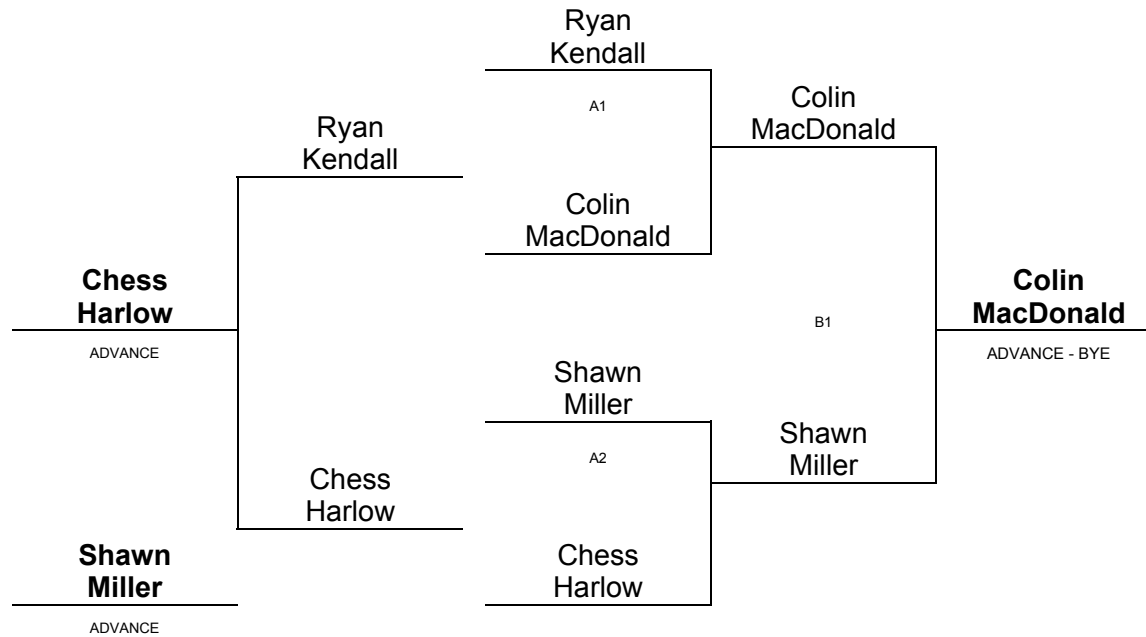 Ryan
Kendall
A1
Colin
MacDonald
Ryan
Kendall
Colin
MacDonald
Chess
Harlow
ADVANCE
Colin
MacDonald
ADVANCE - BYE
B1
Shawn
Miller
A2
Shawn
Miller
Chess
Harlow
Shawn
Miller
ADVANCE
Chess
Harlow